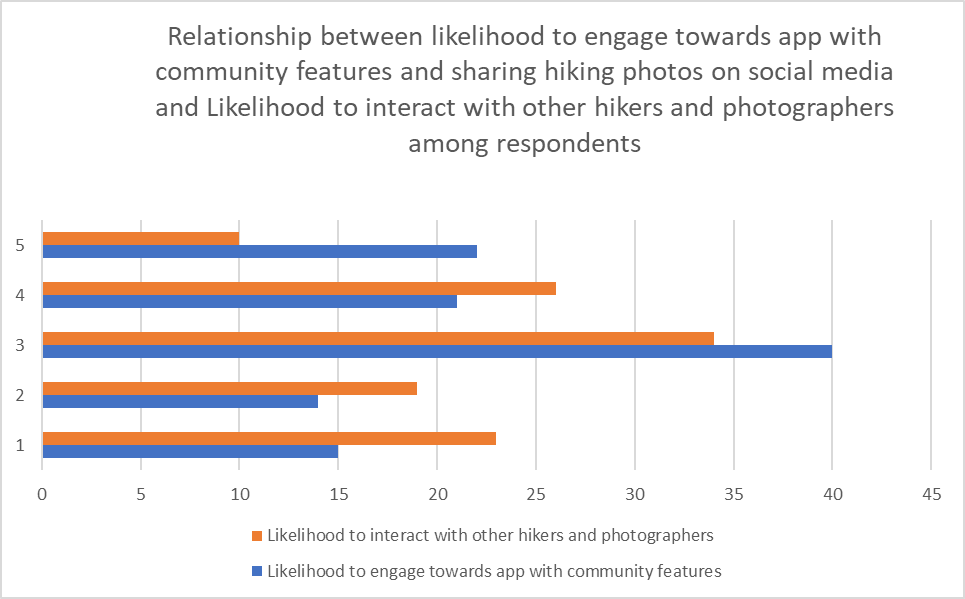 Relationship between likelihood to engage towards app with
community features and sharing hiking photos on social media
and Likelihood to interact with other hikers and photographers
among respondents
5
4
3
2
1
0 5 10 15 20 25 30 35 40 45
Likelihood to interact with other hikers and photographers
Likelihood to engage towards app with community features